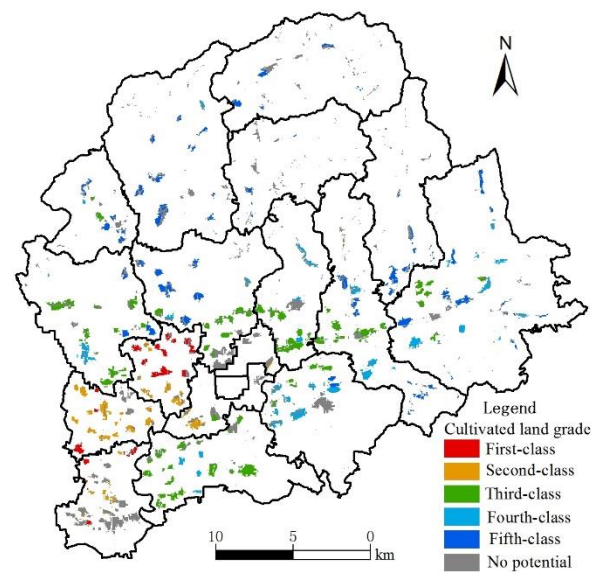 N
Legend
Cultivated land grade
First-class
Second-class
Third-class
Fourth-class
Fifth-class
No potential
10 5 0
km